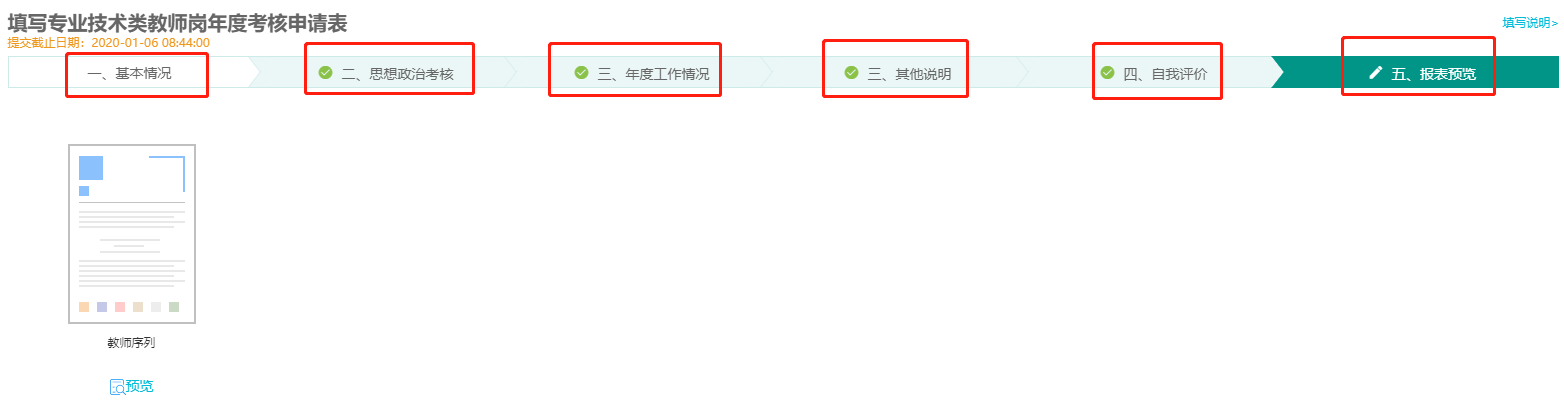 填写专业技术类教师岗年度考核申请表
填写说明>
提交截止日期：2020-01-06 08:44:00
一、基本情况
二、思想政治考核
三、年度工作情况
三、其他说明
四、自我评价
五、报表预览
教师序列
预览